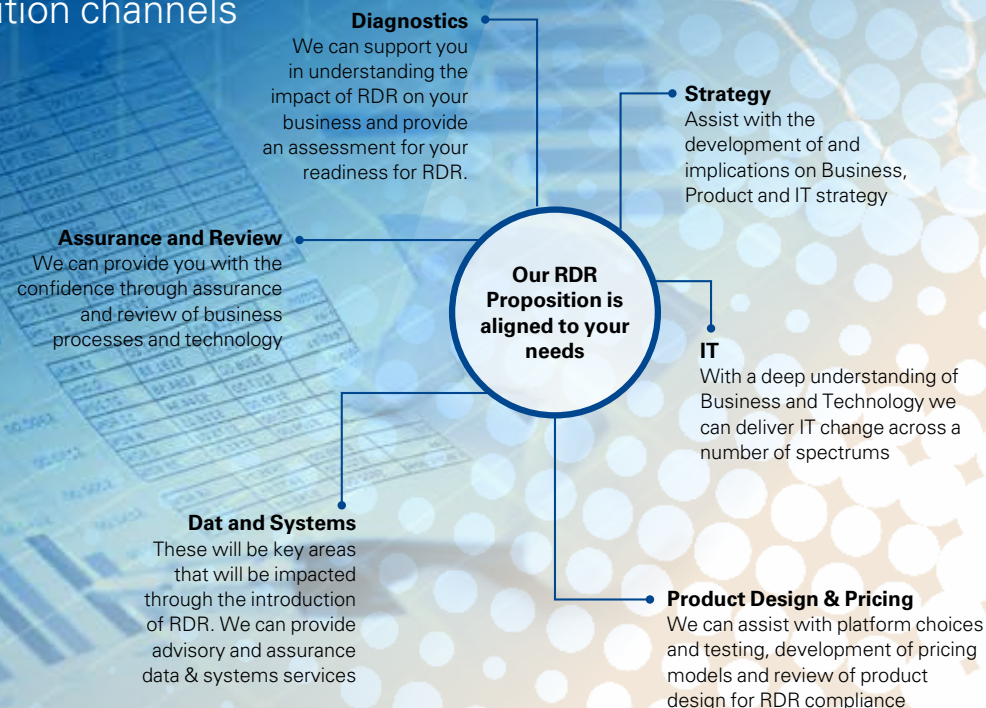 ition channels
Diagnostics
We can support you
in understanding the
impact of RDR on your
business and provide
an assessment for your
readiness for RDR.
Strategy
Assist with the
development of and
implications on Business,
Product and IT strategy
Assurance and Review
We can provide you with the
confidence through assurance
and review of business
processes and technology
Our RDR
Proposition is
aligned to your
needs
IT
With a deep understanding of
Business and Technology we
can deliver IT change across a
number of spectrums
Dat and Systems
These will be key areas
that will be impacted
through the introduction
of RDR. We can provide
advisory and assurance
data & systems services
Product Design & Pricing
We can assist with platform choices
and testing, development of pricing
models and review of product
design for RDR compliance